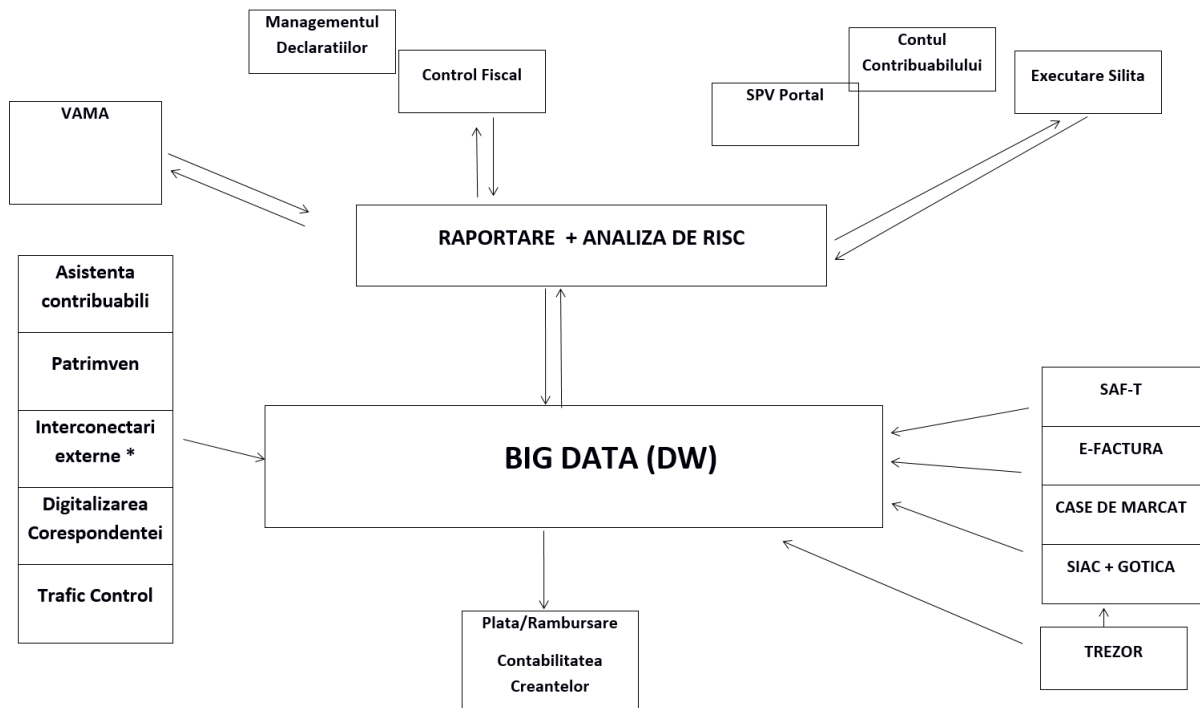 Managementul
Declaratiilor
Control Fiscal
Contul
Contribuabilului
SPV Portal
Executare Silita
VAMA
RAPORTARE + ANALIZA DE RISC
Asistenta
contribuabili
Patrimven
Interconectari
externe *
Digitalizarea
Corespondentei
Trafic Control
BIG DATA (DW)
SAF-T
E-FACTURA
CASE DE MARCAT
SIAC + GOTICA
TREZOR
Plata/Rambursare
Contabilitatea
Creantelor